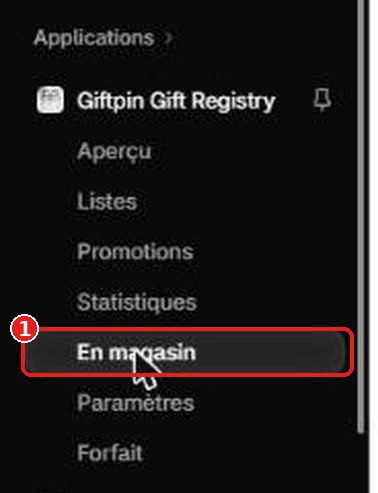 Applications >
Giftpin Gift Registry
Aperçu
Listes
Promotions
Statistiques
1
En magasin
Paramètres
Forfait